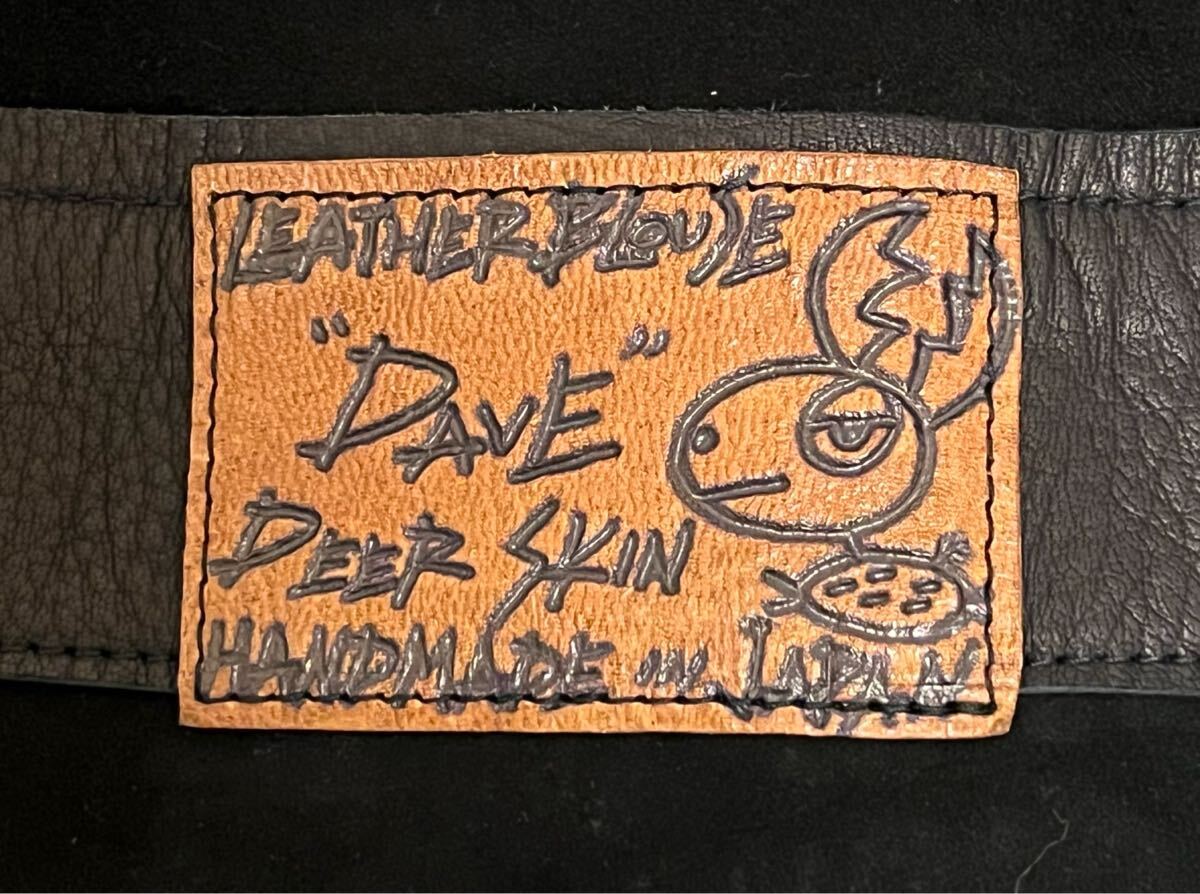 LEATHER BLOUSE
"DAVE"
DEER SKIN
HANDMADE IN JAPAN